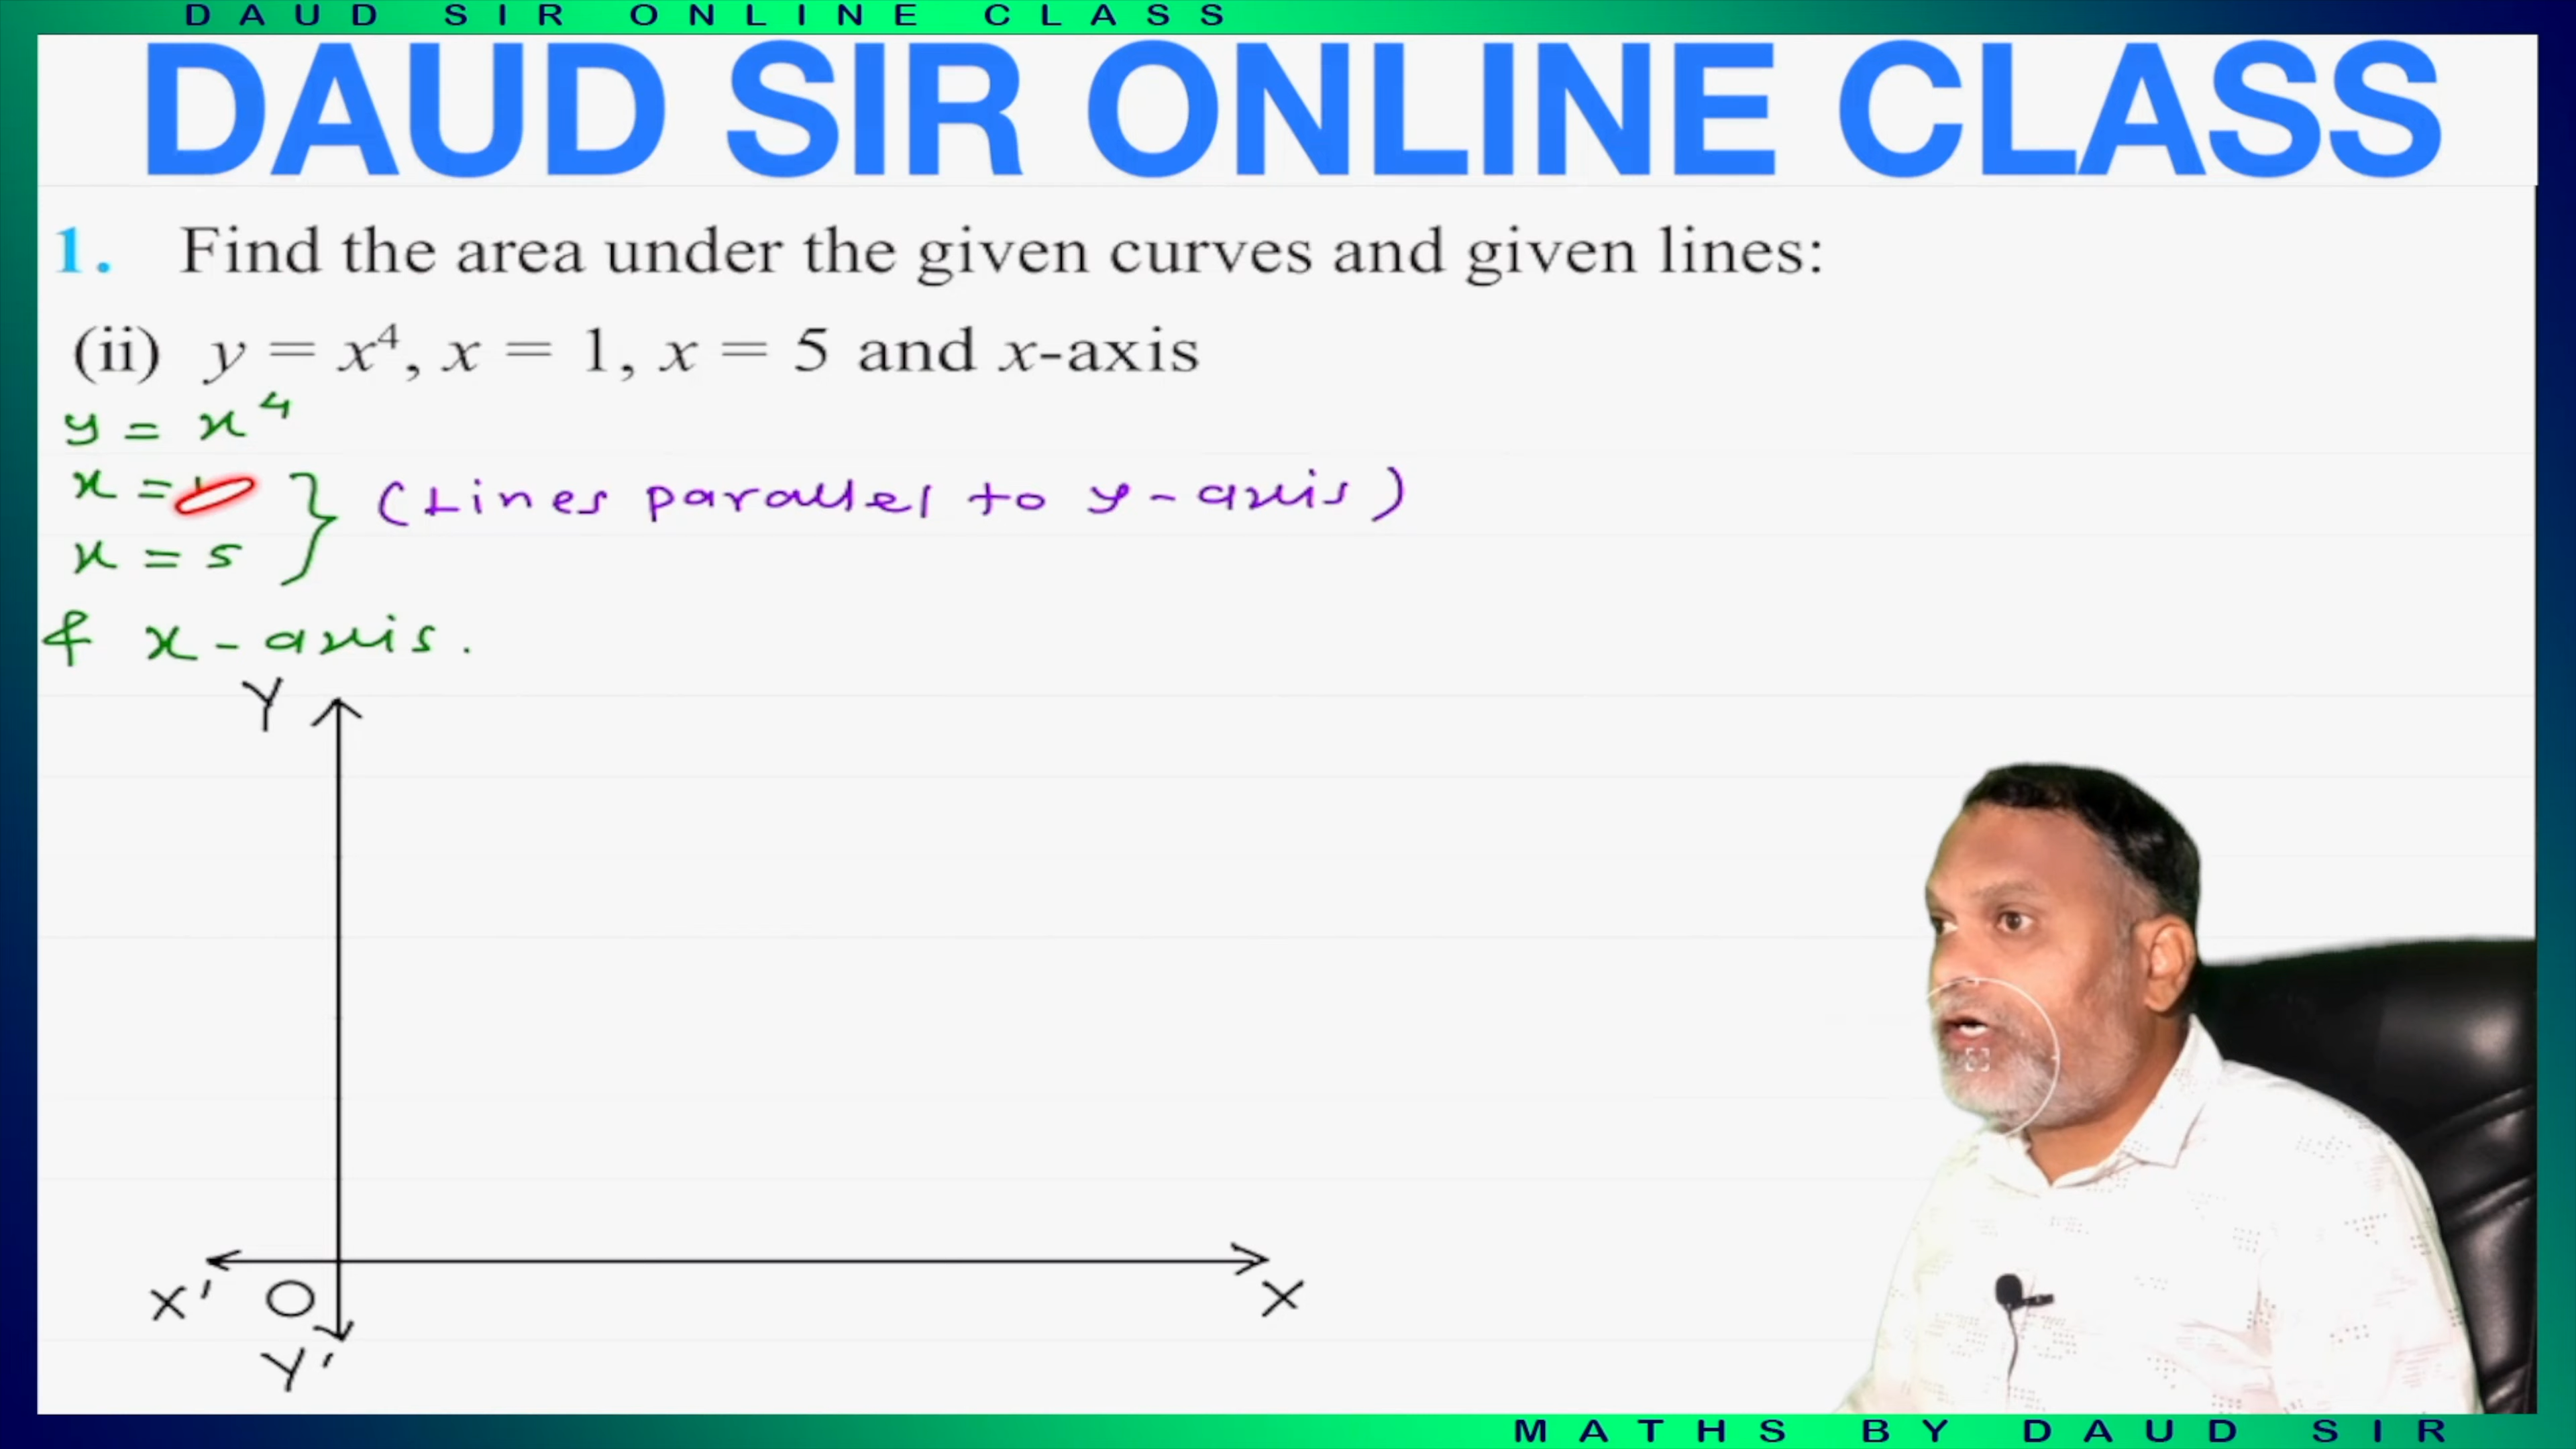 DAUD SIR ONLINE CLASS
DAUD SIR ONLINE CLASS
1. Find the area under the given curves and given lines:
(ii) y = x⁴, x = 1, x = 5 and x-axis
y = x⁴
x = 1
x = 5
(Lines parallel to y-axis)
& x-axis.
Y
X' O X
Y'
MATHS BY DAUD SIR